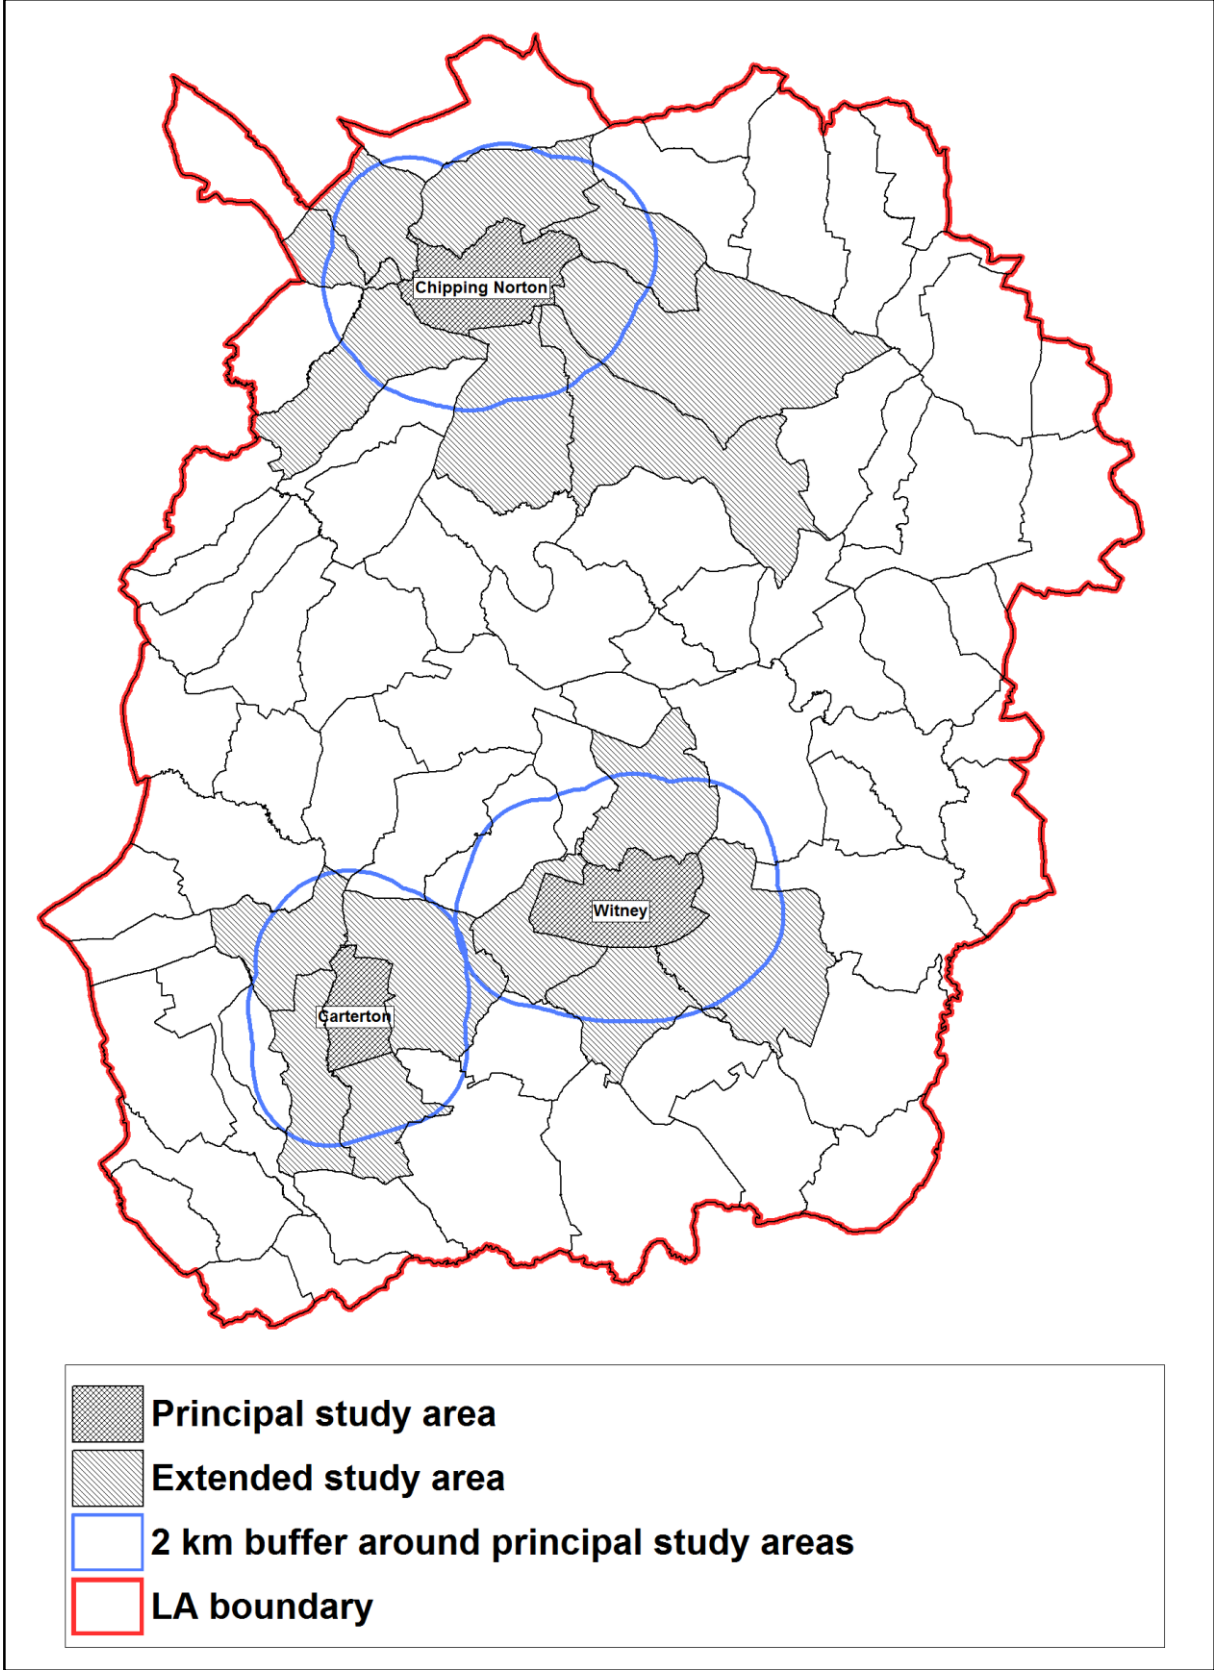 Chipping Norton
Witney
Carterton
Principal study area
Extended study area
2 km buffer around principal study areas
LA boundary